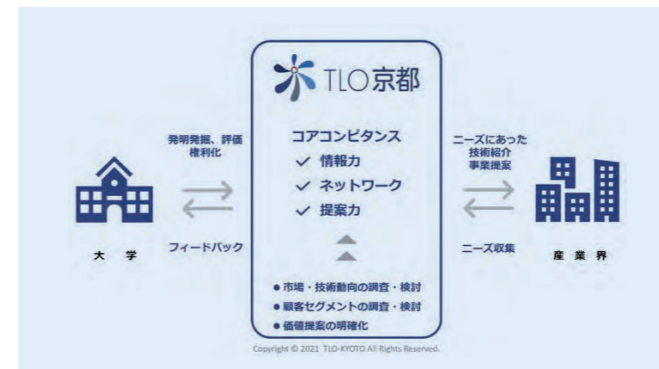 TLO京都
発明発掘、評価
権利化
大 学
フィードバック
コアコンピタンス
✓ 情報力
✓ ネットワーク
✓ 提案力
● 市場・技術動向の調査・検討
● 顧客セグメントの調査・検討
● 価値提案の明確化
ニーズにあった
技術紹介
事業提案
ニーズ収集
産 業 界
Copyright © 2021 TLO-KYOTO All Rights Reserved.